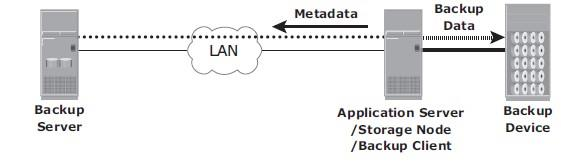 Metadata
Backup
Data
LAN
Backup
Server
Application Server
/Storage Node
/Backup Client
Backup
Device